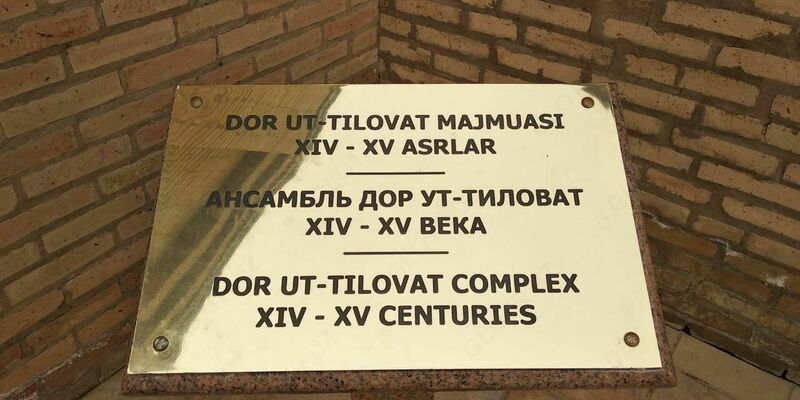 DOR UT-TILOVAT MAJMUASI
XIV - XV ASRLAR
АНСАМБЛЬ ДОР УТ-ТИЛОВАТ
XIV - XV ВЕКА
DOR UT-TILOVAT COMPLEX
XIV - XV CENTURIES